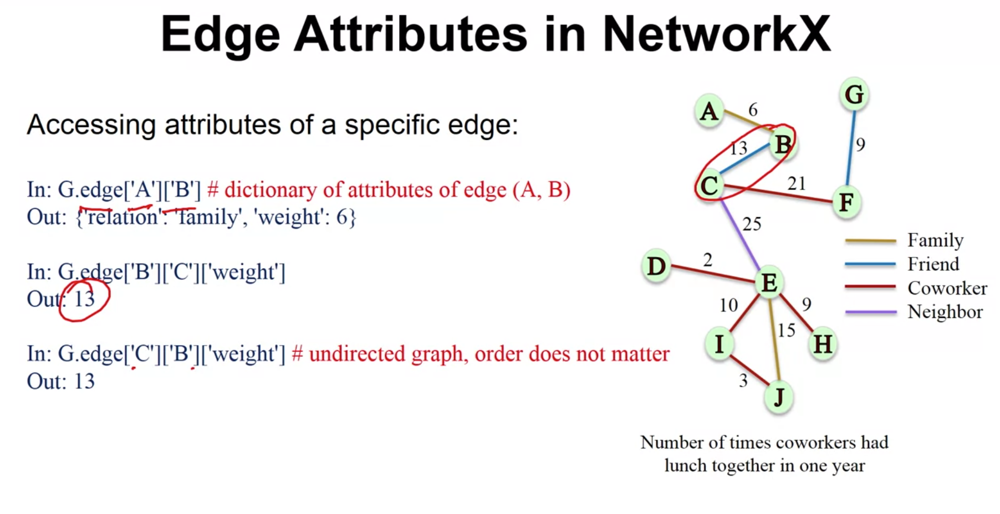 Edge Attributes in NetworkX
Accessing attributes of a specific edge:
In: G.edge['A']['B'] # dictionary of attributes of edge (A, B)
Out: {'relation': 'family', 'weight': 6}
In: G.edge['B']['C']['weight']
Out: 13
In: G.edge['C']['B']['weight'] # undirected graph, order does not matter
Out: 13
G
A
6
B
9
13
C
21
F
25
D
2
E
10
9
15
I
H
3
J
Family
Friend
Coworker
Neighbor
Number of times coworkers had
lunch together in one year